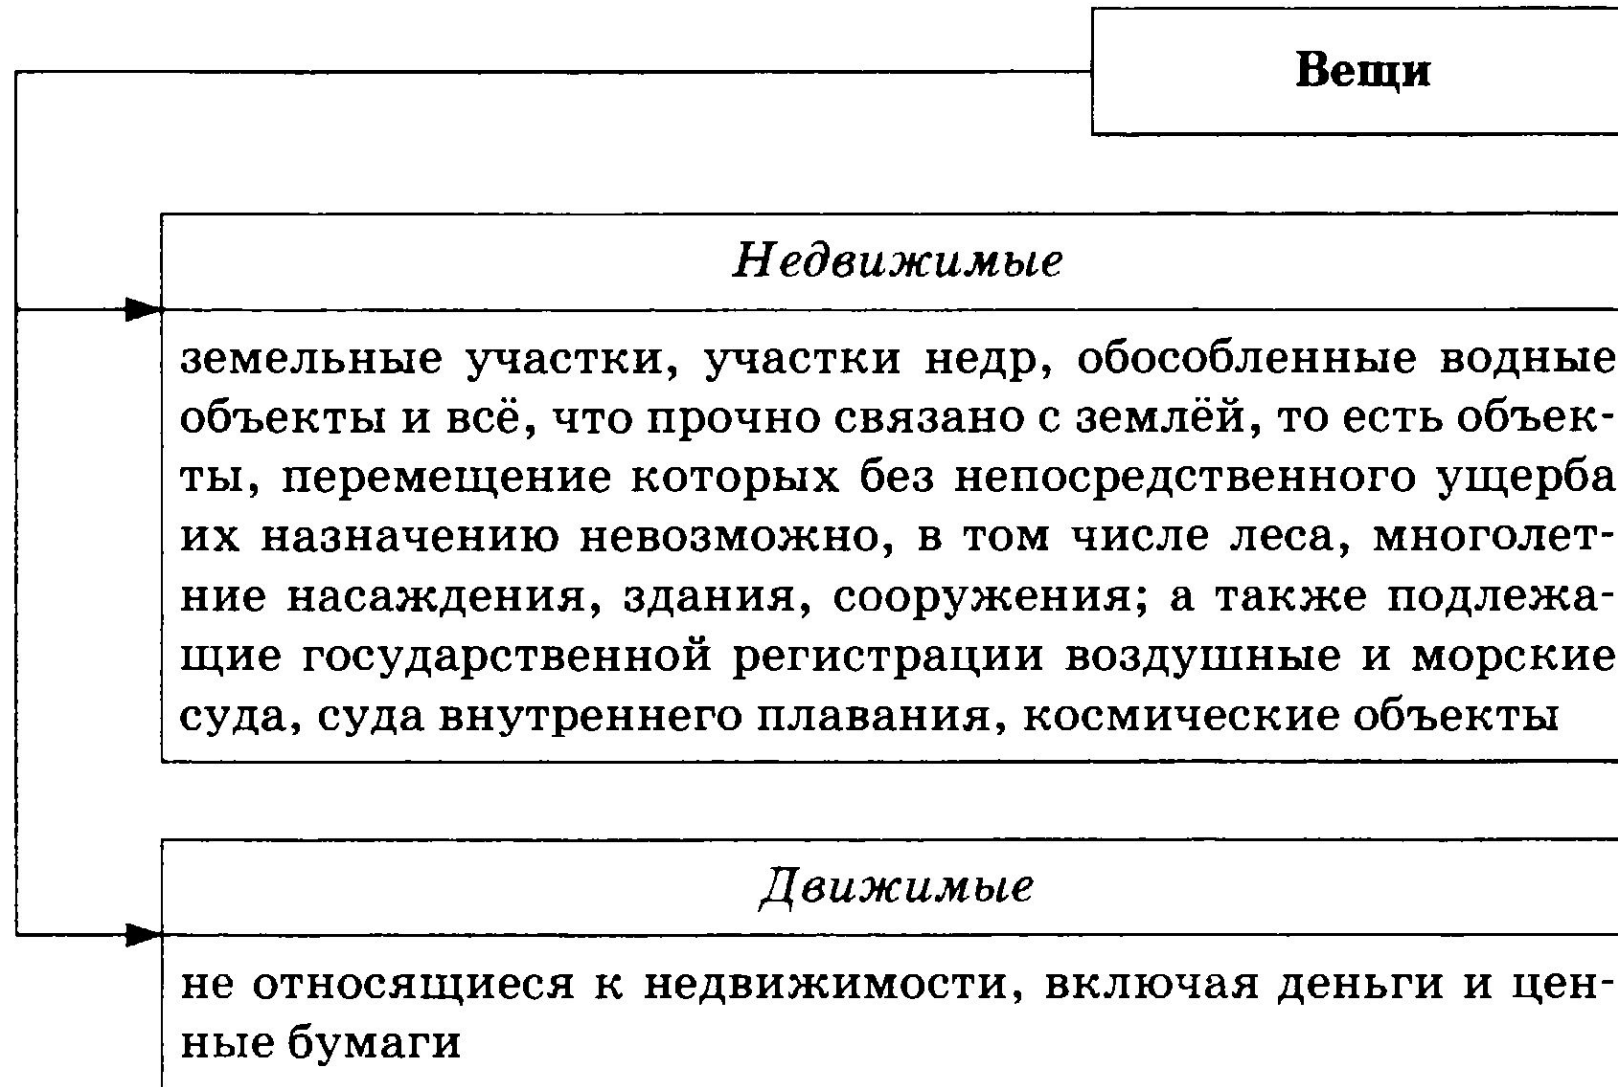 Вещи
Недвижимые
земельные участки, участки недр, обособленные водные
объекты и всё, что прочно связано с землёй, то есть объек-
ты, перемещение которых без непосредственного ущерба
их назначению невозможно, в том числе леса, многолет-
ние насаждения, здания, сооружения; а также подлежа-
щие государственной регистрации воздушные и морские
суда, суда внутреннего плавания, космические объекты
Движимые
не относящиеся к недвижимости, включая деньги и цен-
ные бумаги